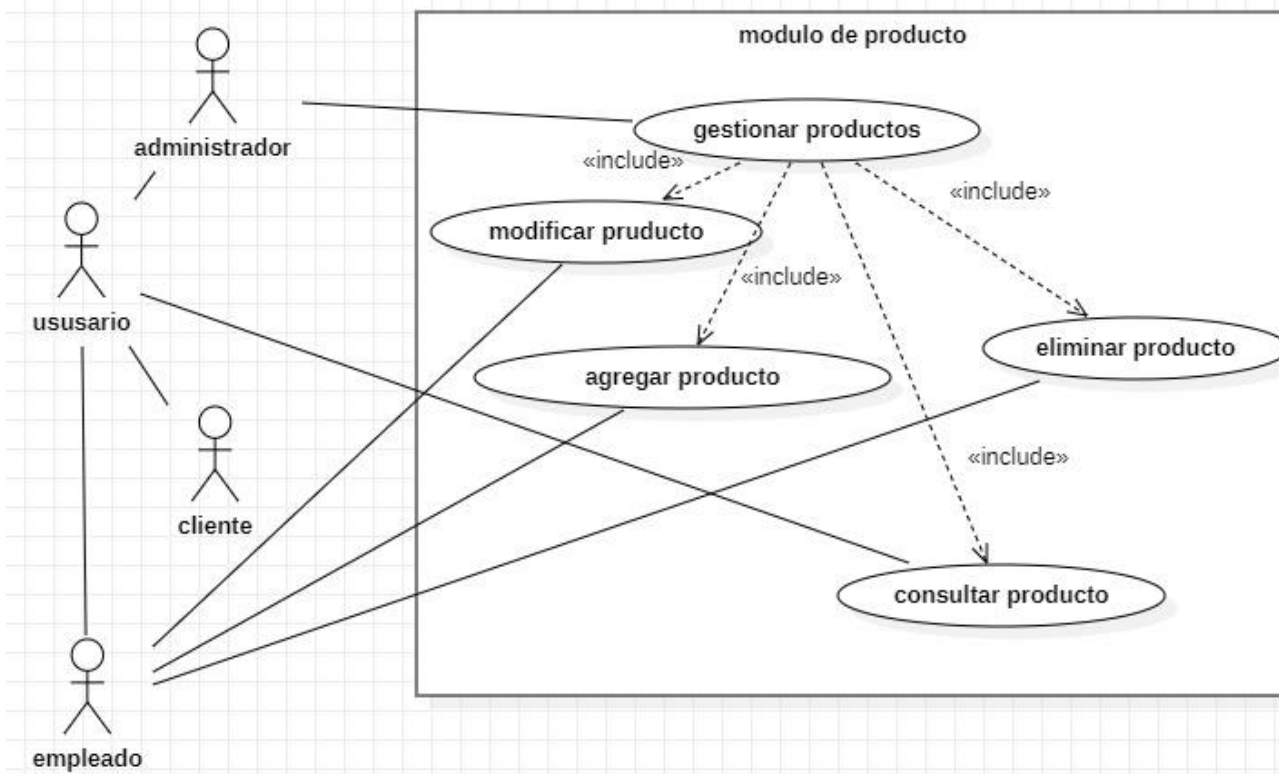 modulo de producto
administrador
gestionar productos
«include»
«include»
modificar pruducto
«include»
ususario
eliminar producto
agregar producto
«include»
cliente
consultar producto
empleado